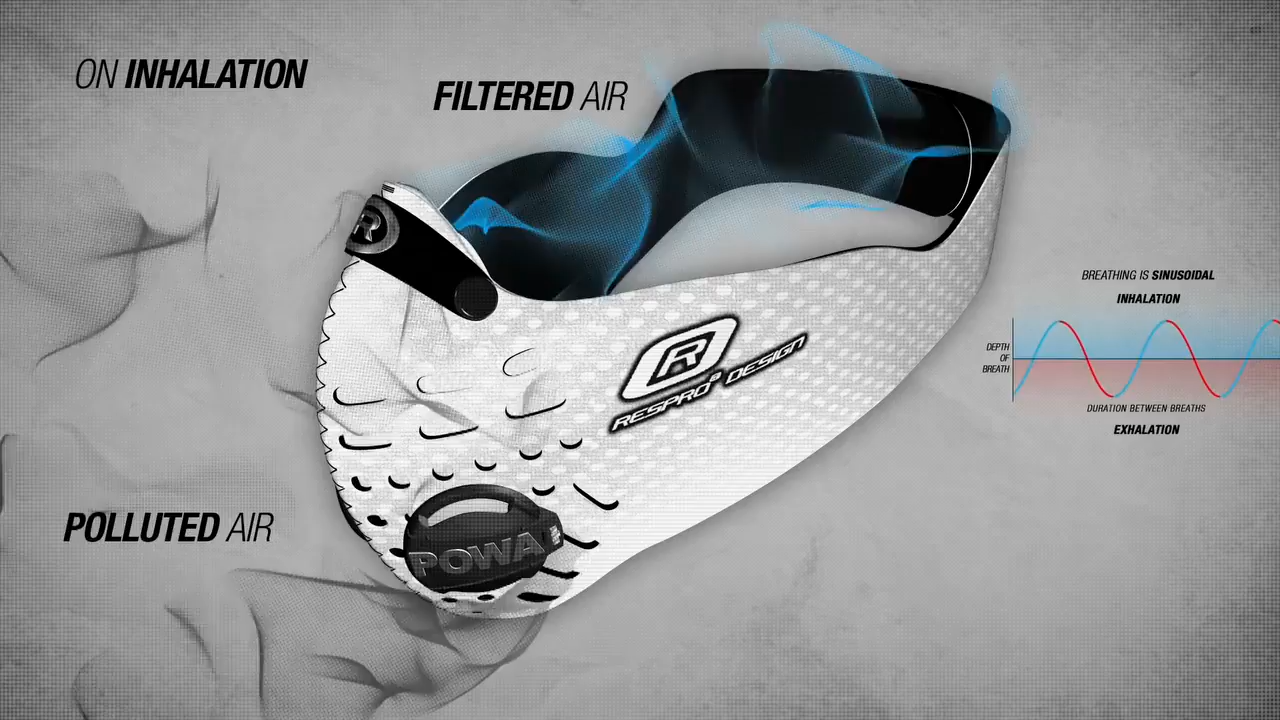 ON INHALATION
FILTERED AIR
R
R
RESPRO® DESIGN
BREATHING IS SINUSOIDAL
INHALATION
DEPTH
OF
BREATH
DURATION BETWEEN BREATHS
EXHALATION
POLLUTED AIR
POWA